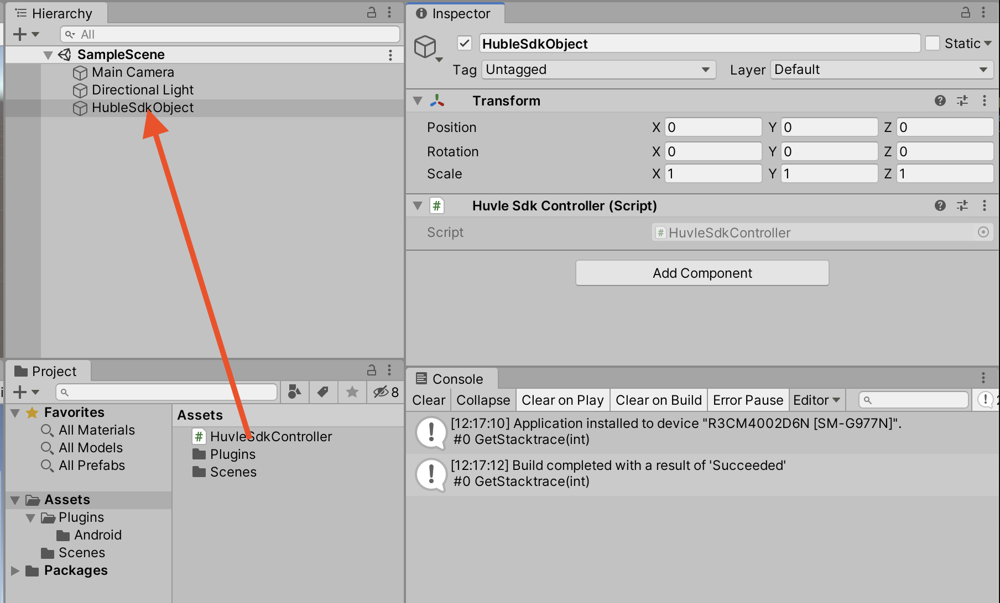 Hierarchy
All
SampleScene
Main Camera
Directional Light
HubleSdkObject
Inspector
HubleSdkObject
Static
Tag Untagged Layer Default
Transform
Position X 0 Y 0 Z 0
Rotation X 0 Y 0 Z 0
Scale X 1 Y 1 Z 1
# Huvle Sdk Controller (Script)
Script # HuvleSdkController
Add Component
Project
8
Favorites
All Materials
All Models
All Prefabs
Assets
Plugins
Android
Scenes
Packages
Assets
# HuvleSdkController
Plugins
Scenes
Console
Clear Collapse Clear on Play Clear on Build Error Pause Editor
[12:17:10] Application installed to device "R3CM4002D6N [SM-G977N]".
#0 GetStacktrace(int)
[12:17:12] Build completed with a result of 'Succeeded'
#0 GetStacktrace(int)